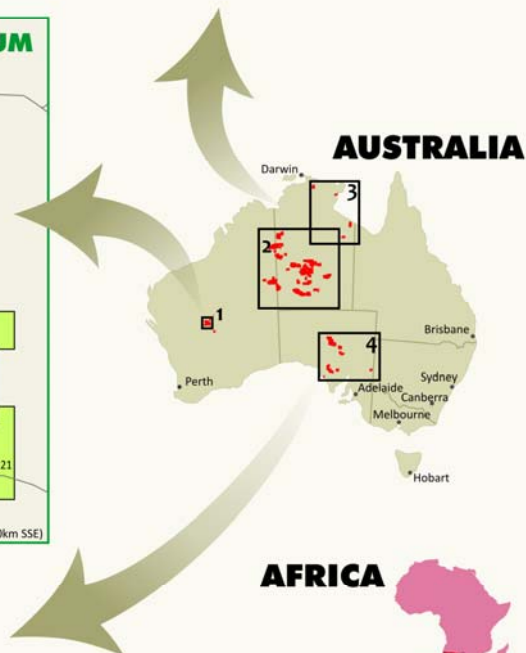 UM
AUSTRALIA
Darwin
3
2
1
Brisbane
4
Perth
Sydney
Adelaide
Canberra
Melbourne
21
Hobart
0km SSE)
AFRICA